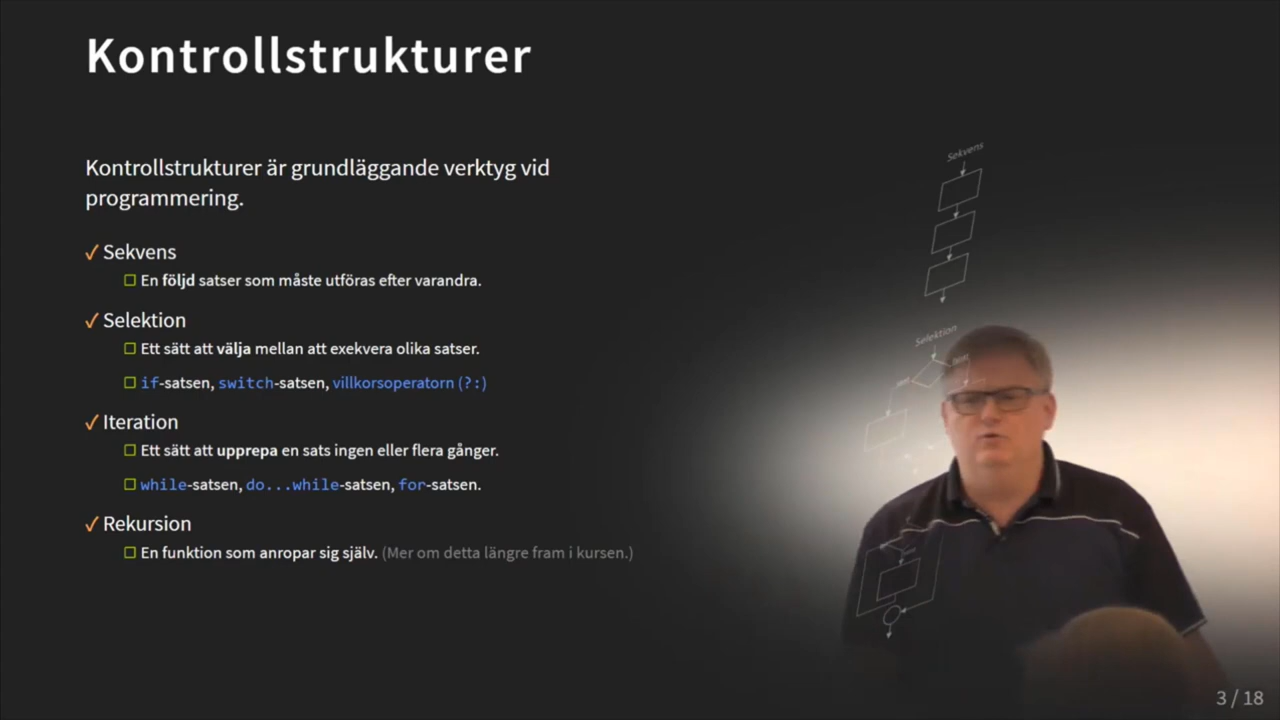 Kontrollstrukturer
Kontrollstrukturer är grundläggande verktyg vid
programmering.
✓ Sekvens
En följd satser som måste utföras efter varandra.
✓ Selektion
Ett sätt att välja mellan att exekvera olika satser.
if-satsen, switch-satsen, villkorsoperatorn (?:)
✓ Iteration
Ett sätt att upprepa en sats ingen eller flera gånger.
while-satsen, do...while-satsen, for-satsen.
✓ Rekursion
En funktion som anropar sig själv. (Mer om detta längre fram i kursen.)
Sekvens
Selektion
3 / 18